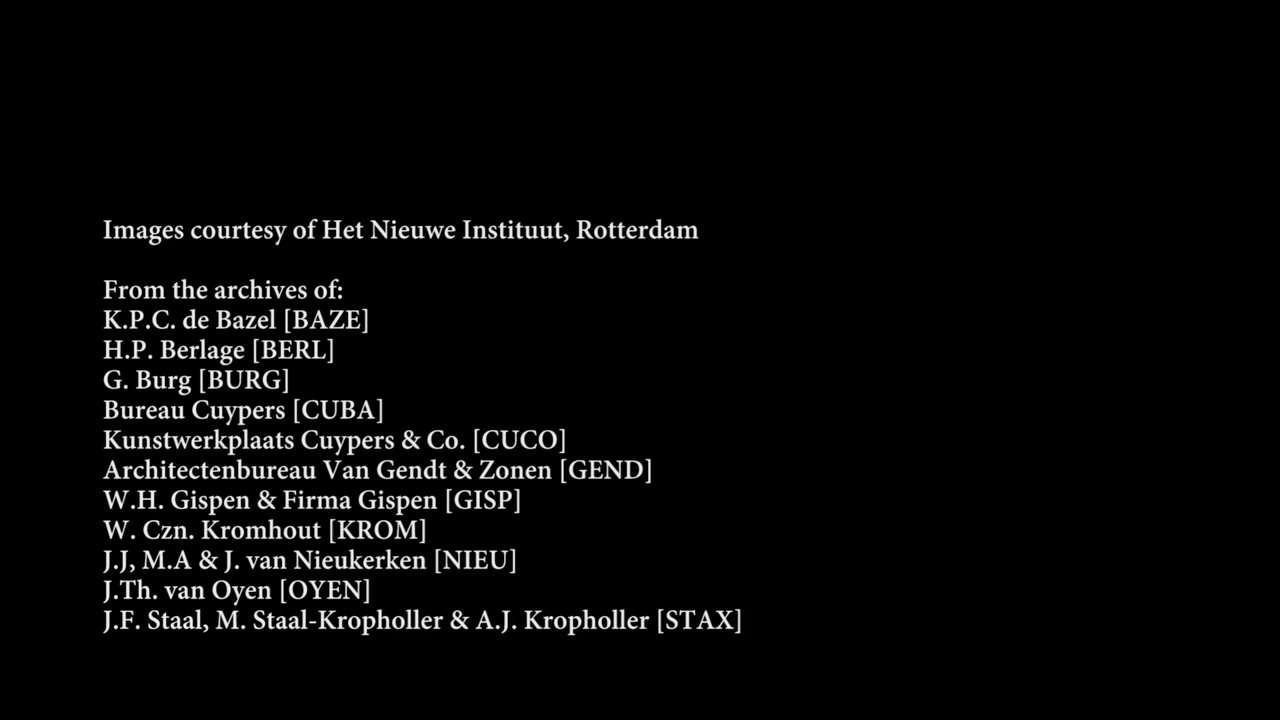 Images courtesy of Het Nieuwe Instituut, Rotterdam
From the archives of:
K.P.C. de Bazel [BAZE]
H.P. Berlage [BERL]
G. Burg [BURG]
Bureau Cuypers [CUBA]
Kunstwerkplaats Cuypers & Co. [CUCO]
Architectenbureau Van Gendt & Zonen [GEND]
W.H. Gispen & Firma Gispen [GISP]
W. Czn. Kromhout [KROM]
J.J, M.A & J. van Nieukerken [NIEU]
J.Th. van Oyen [OYEN]
J.F. Staal, M. Staal-Kropholler & A.J. Kropholler [STAX]